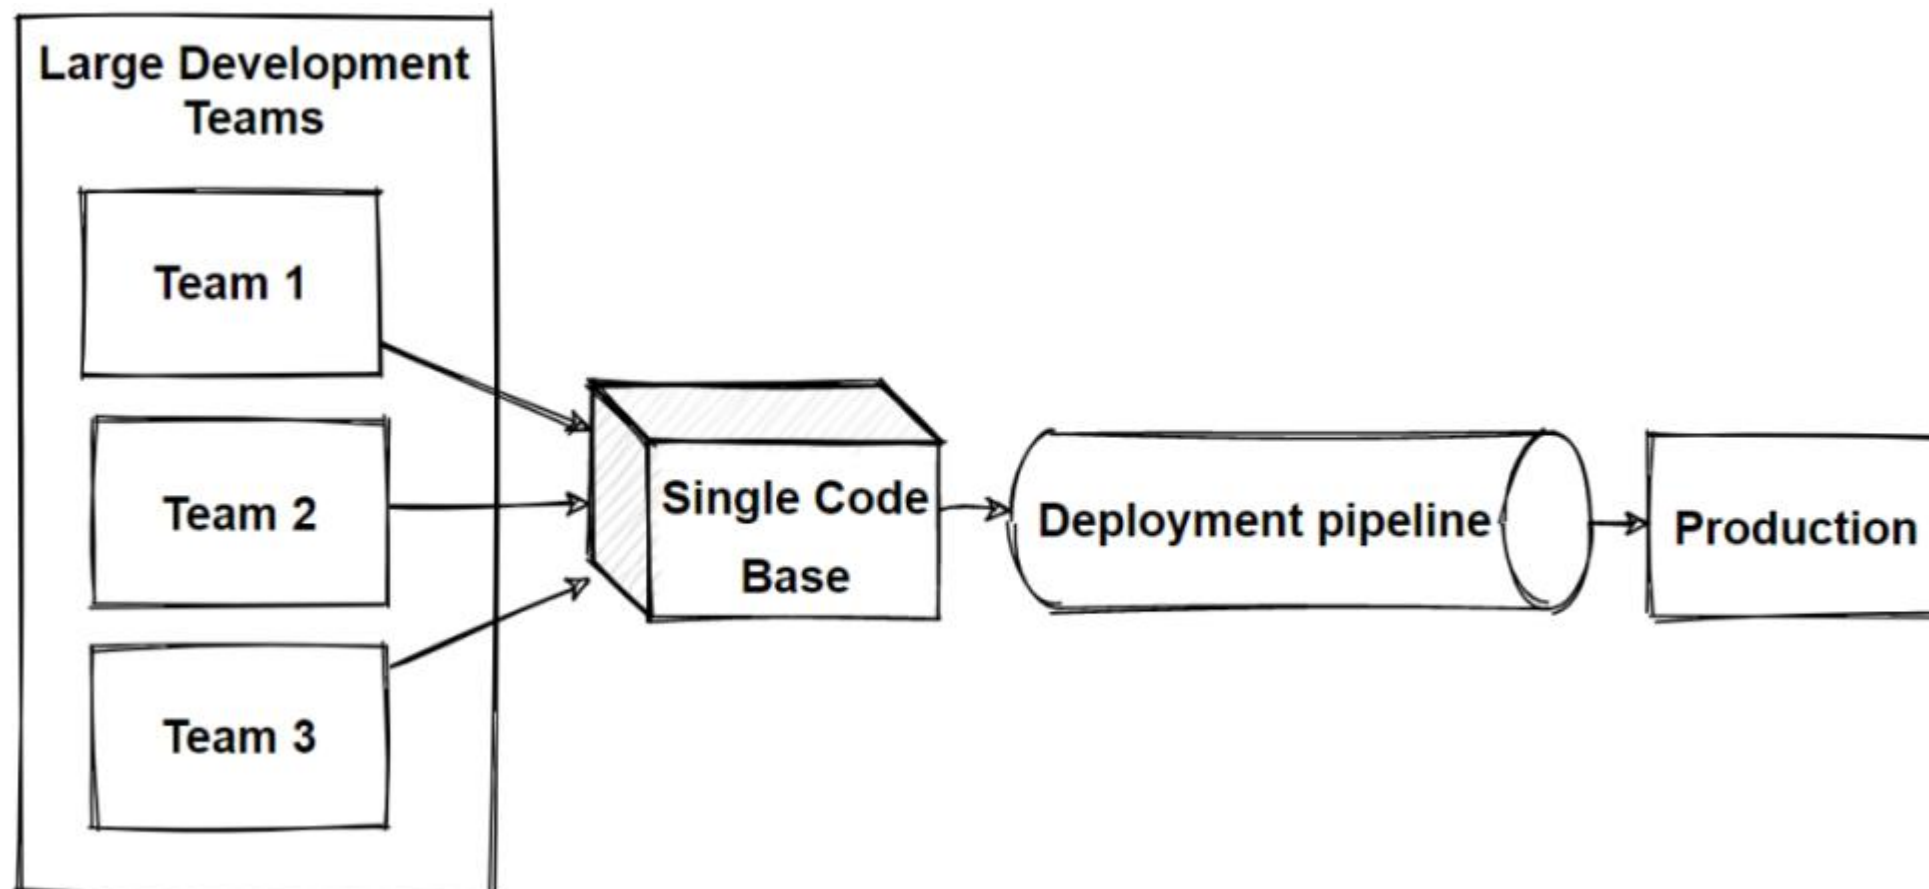 Large Development
Teams
Team 1
Team 2
Team 3
Single Code
Base
Deployment pipeline
Production